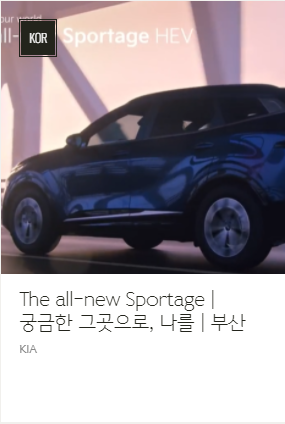 our world
all-new Sportage HEV
KOR
The all-new Sportage |
궁금한 그곳으로, 나를 | 부산
KIA